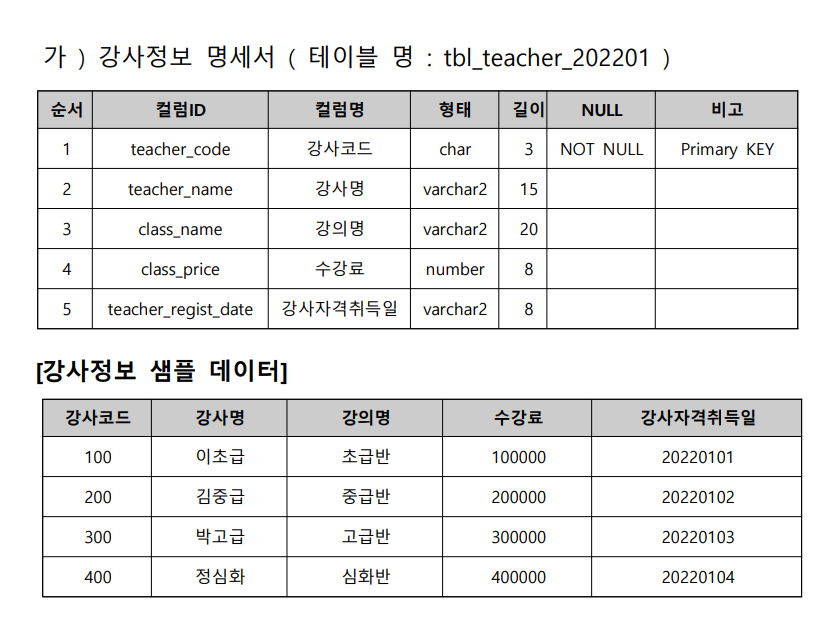 가 ) 강사정보 명세서 ( 테이블 명 : tbl_teacher_202201 )
순서 컬럼ID 컬럼명 형태 길이 NULL 비고
1 teacher_code 강사코드 char 3 NOT NULL Primary KEY
2 teacher_name 강사명 varchar2 15
3 class_name 강의명 varchar2 20
4 class_price 수강료 number 8
5 teacher_regist_date 강사자격취득일 varchar2 8
[강사정보 샘플 데이터]
강사코드 강사명 강의명 수강료 강사자격취득일
100 이초급 초급반 100000 20220101
200 김중급 중급반 200000 20220102
300 박고급 고급반 300000 20220103
400 정심화 심화반 400000 20220104